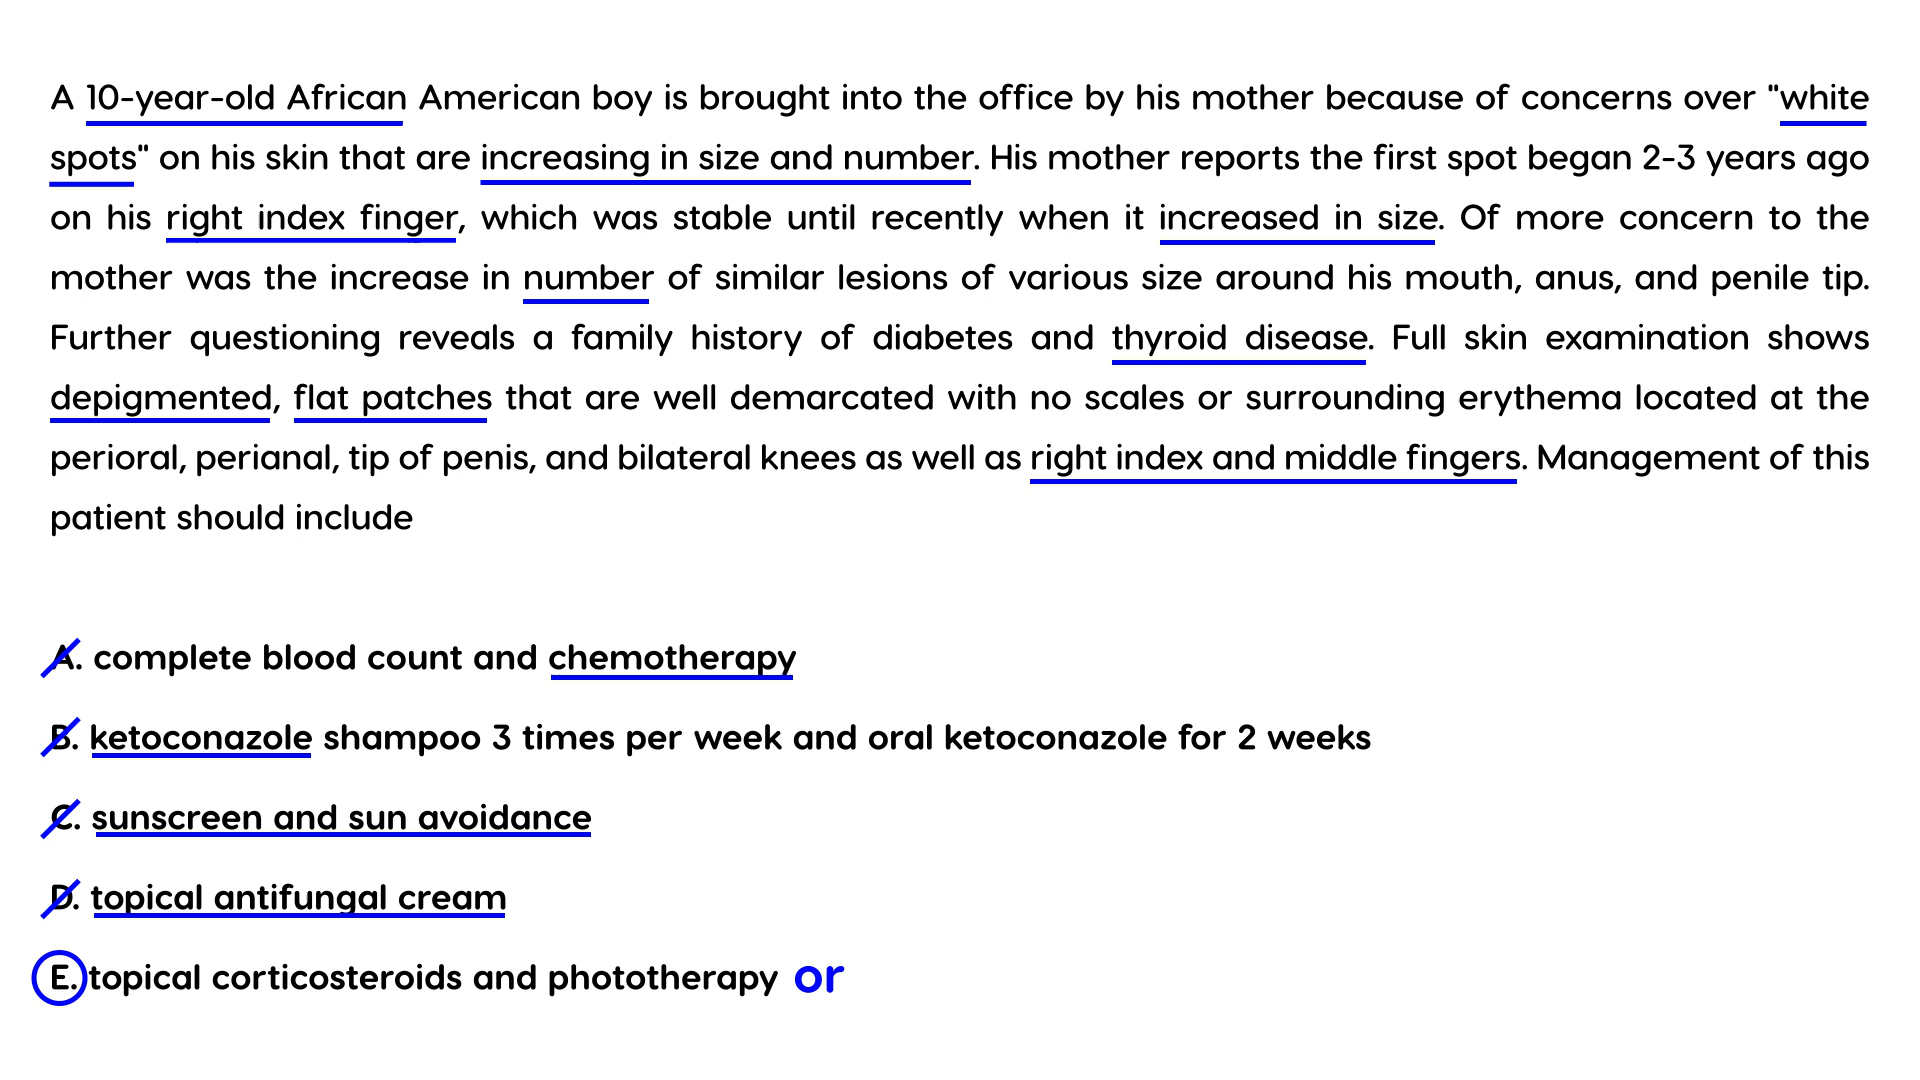 A 10-year-old African American boy is brought into the office by his mother because of concerns over "white
spots" on his skin that are increasing in size and number. His mother reports the first spot began 2-3 years ago
on his right index finger, which was stable until recently when it increased in size. Of more concern to the
mother was the increase in number of similar lesions of various size around his mouth, anus, and penile tip.
Further questioning reveals a family history of diabetes and thyroid disease. Full skin examination shows
depigmented, flat patches that are well demarcated with no scales or surrounding erythema located at the
perioral, perianal, tip of penis, and bilateral knees as well as right index and middle fingers. Management of this
patient should include
A. complete blood count and chemotherapy
B. ketoconazole shampoo 3 times per week and oral ketoconazole for 2 weeks
C. sunscreen and sun avoidance
D. topical antifungal cream
E. topical corticosteroids and phototherapy or